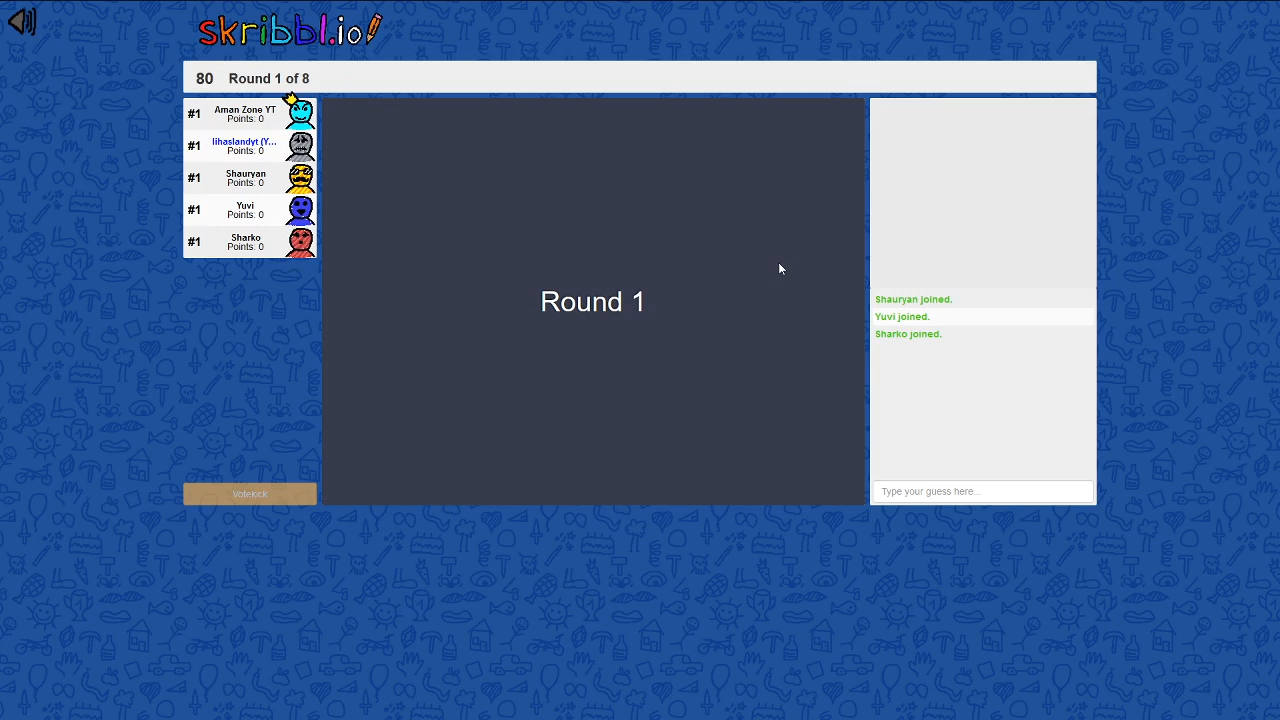 skribbl.io
80 Round 1 of 8
#1 Aman Zone YT
Points: 0
#1 lihaslandyt (Y...
Points: 0
#1 Shauryan
Points: 0
#1 Yuvi
Points: 0
#1 Sharko
Points: 0
Round 1
Shauryan joined.
Yuvi joined.
Sharko joined.
Votekick
Type your guess here...